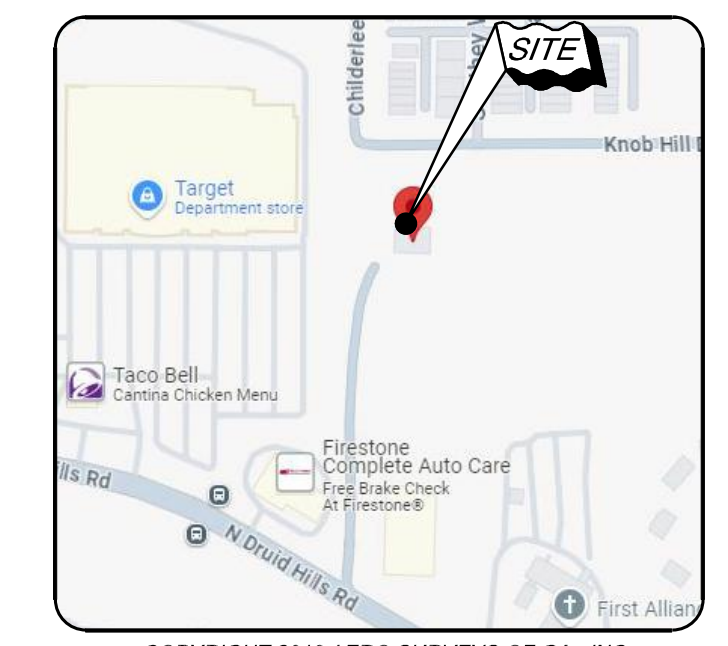 SITE
Childerlee
Knob Hill
Target
Department store
Taco Bell
Cantina Chicken Menu
Firestone
Complete Auto Care
Free Brake Check
At Firestone®
ills Rd
N Druid Hills Rd
First Allian